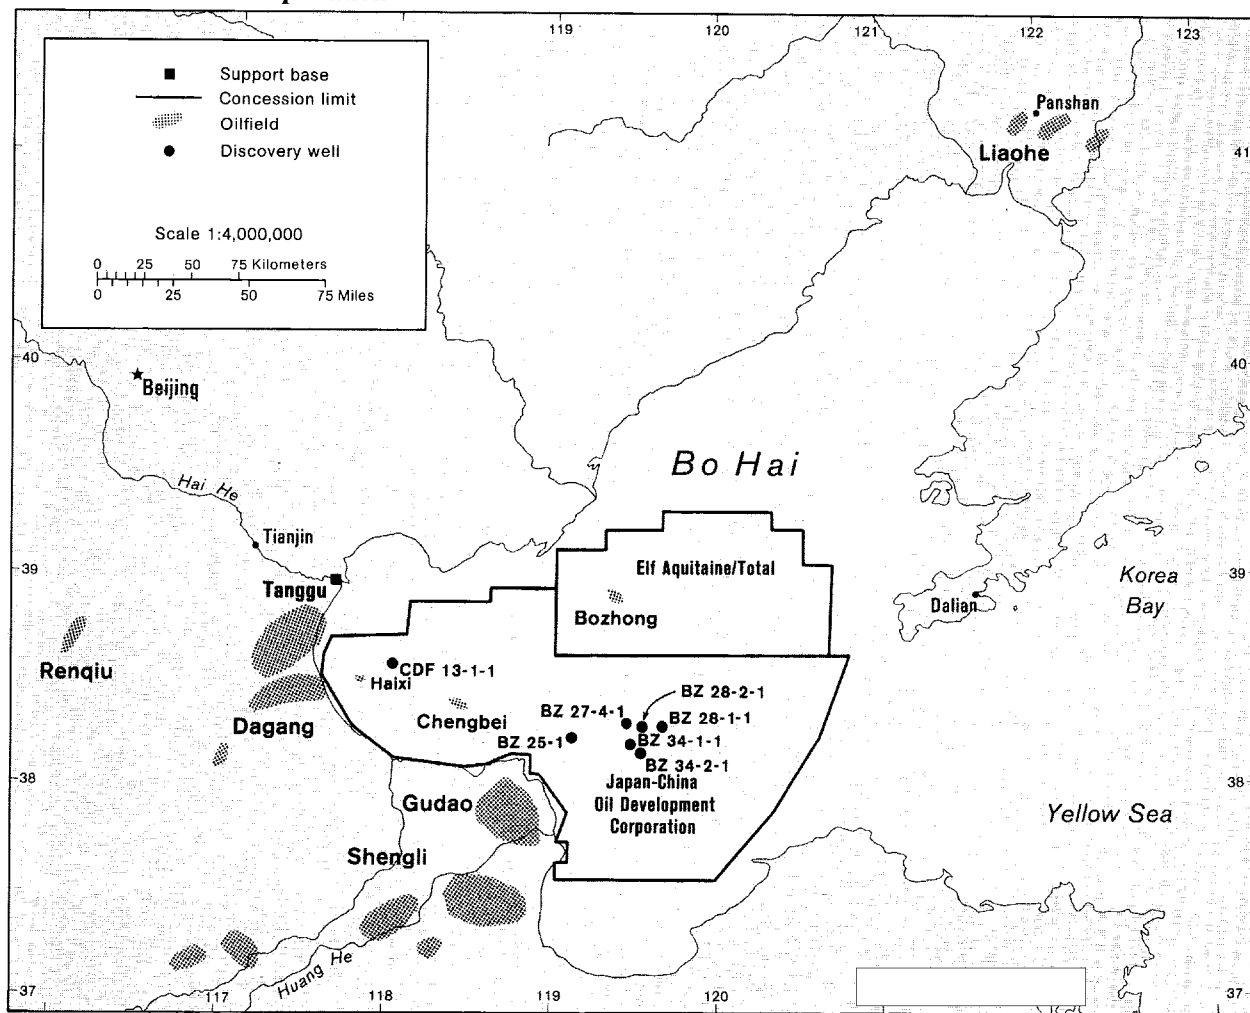 119 120 121 122 123
Support base
Concession limit
Oilfield
Discovery well
Scale 1:4,000,000
0 25 50 75 Kilometers
0 25 50 75 Miles
Panshan
Liaohe
41
40
40
Beijing
Bo Hai
Hai He
Tianjin
Tanggu
39
39
Elf Aquitaine/Total
Bozhong
Korea
Bay
Dalian
Renqiu
CDF 13-1-1
Haixi
Dagang
Chengbei
BZ 28-2-1
BZ 27-4-1
BZ 28-1-1
BZ 25-1
BZ 34-1-1
BZ 34-2-1
38
38
Japan-China
Oil Development
Corporation
Gudao
Yellow Sea
Shengli
Huang He
37
37
117 118 119 120